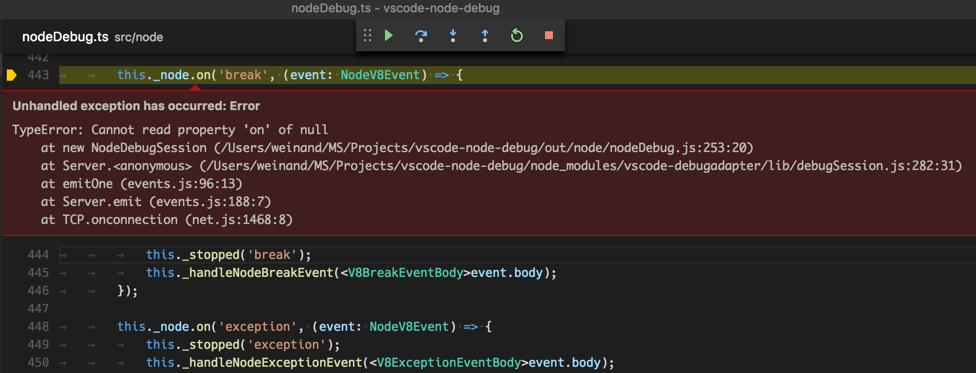 nodeDebug.ts - vscode-node-debug
nodeDebug.ts src/node
442
443 → → this._node.on('break', (event: NodeV8Event) => {
Unhandled exception has occurred: Error
TypeError: Cannot read property 'on' of null
at new NodeDebugSession (/Users/weinand/MS/Projects/vscode-node-debug/out/node/nodeDebug.js:253:20)
at Server.<anonymous> (/Users/weinand/MS/Projects/vscode-node-debug/node_modules/vscode-debugadapter/lib/debugSession.js:282:31)
at emitOne (events.js:96:13)
at Server.emit (events.js:188:7)
at TCP.onconnection (net.js:1468:8)
444 → → → this._stopped('break');
445 → → → this._handleNodeBreakEvent(<V8BreakEventBody>event.body);
446 → → });
447
448 → → this._node.on('exception', (event: NodeV8Event) => {
449 → → → this._stopped('exception');
450 → → → this._handleNodeExceptionEvent(<V8ExceptionEventBody>event.body);